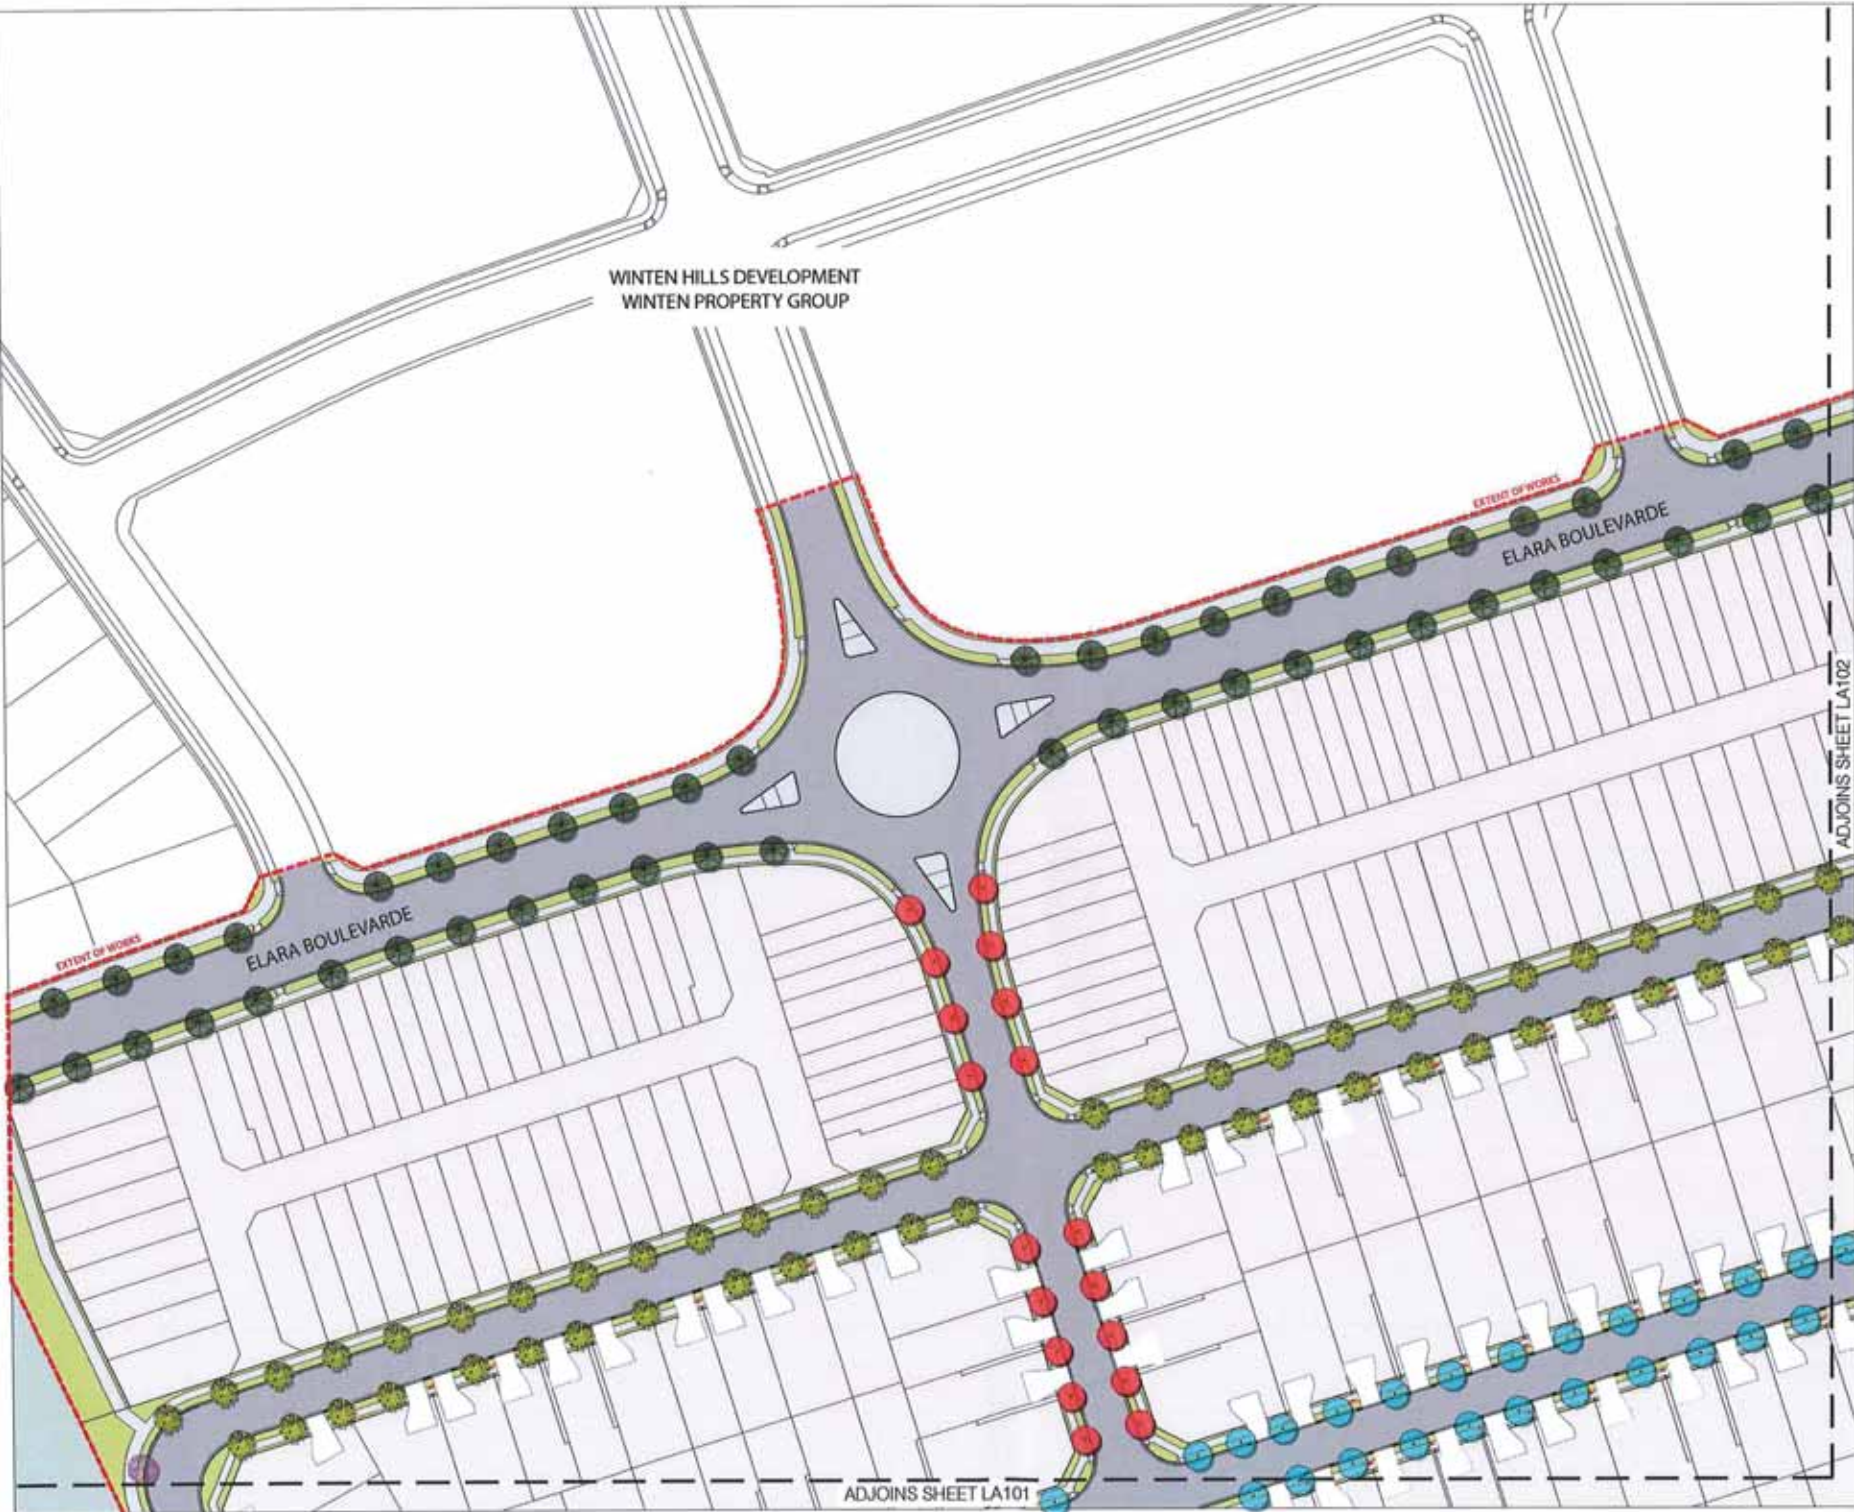 WINTEN HILLS DEVELOPMENT
WINTEN PROPERTY GROUP
EXTENT OF WORKS
ELARA BOULEVARDE
ADJOINS SHEET LA102
EXTENT OF WORKS
ELARA BOULEVARDE
ADJOINS SHEET LA101